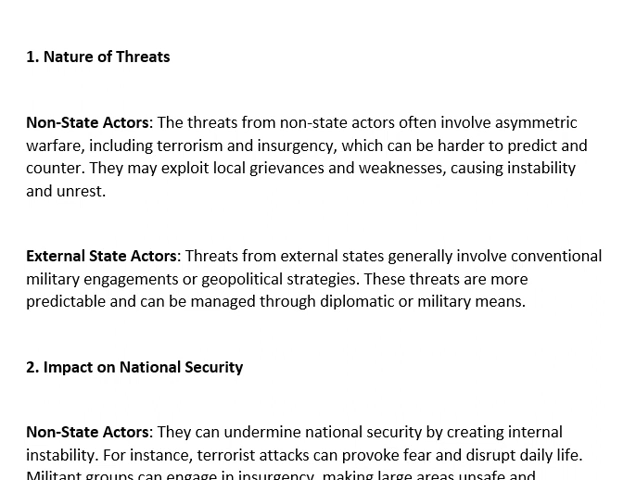 1. Nature of Threats
Non-State Actors: The threats from non-state actors often involve asymmetric
warfare, including terrorism and insurgency, which can be harder to predict and
counter. They may exploit local grievances and weaknesses, causing instability
and unrest.
External State Actors: Threats from external states generally involve conventional
military engagements or geopolitical strategies. These threats are more
predictable and can be managed through diplomatic or military means.
2. Impact on National Security
Non-State Actors: They can undermine national security by creating internal
instability. For instance, terrorist attacks can provoke fear and disrupt daily life.
Militant groups can engage in insurgency, making large areas unsafe and